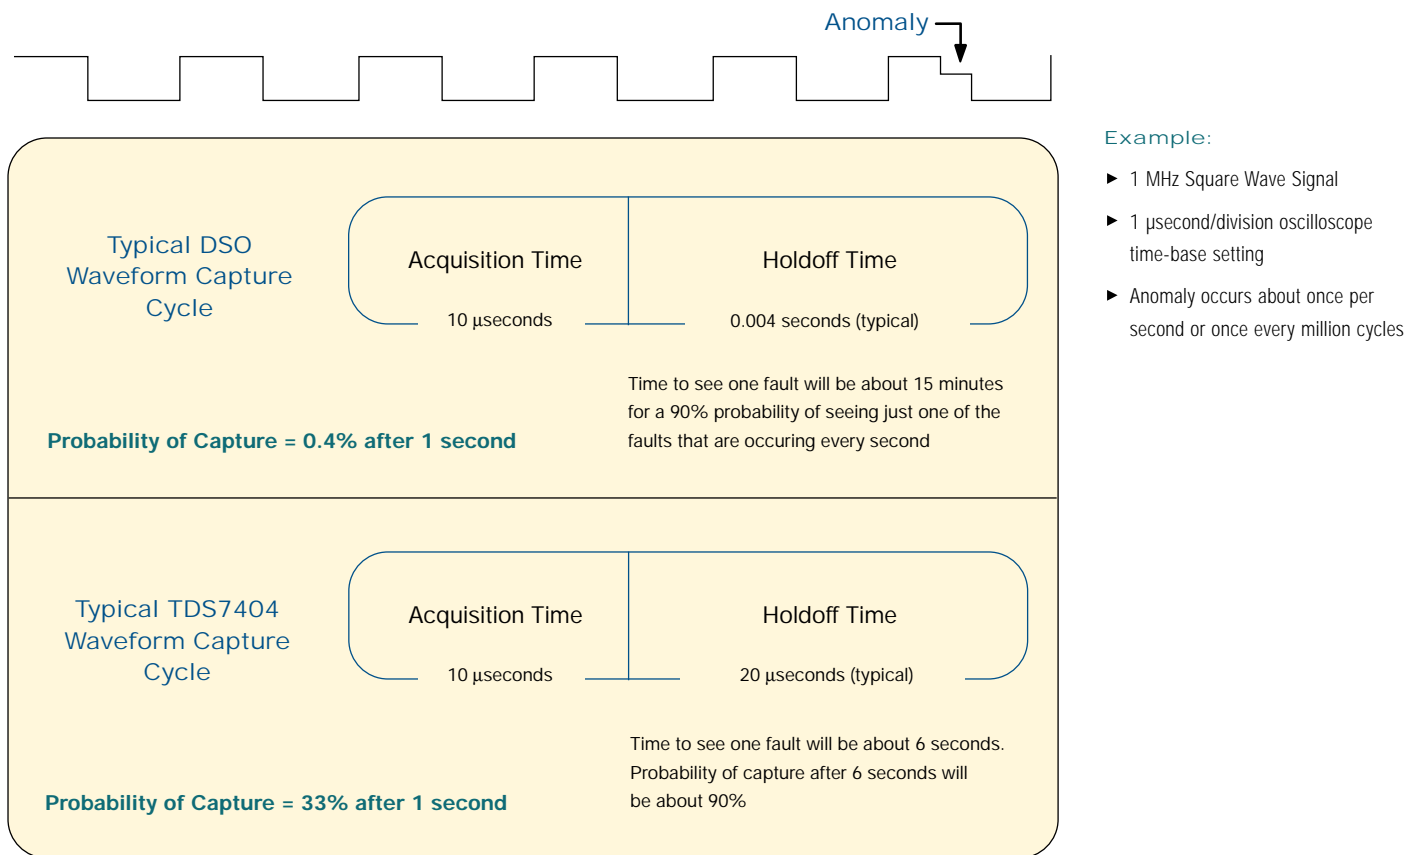 Anomaly
Example:
► 1 MHz Square Wave Signal
► 1 µsecond/division oscilloscope
time-base setting
► Anomaly occurs about once per
second or once every million cycles
Typical DSO
Waveform Capture
Cycle
Acquisition Time
10 µseconds
Holdoff Time
0.004 seconds (typical)
Time to see one fault will be about 15 minutes
for a 90% probability of seeing just one of the
faults that are occuring every second
Probability of Capture = 0.4% after 1 second
Typical TDS7404
Waveform Capture
Cycle
Acquisition Time
10 µseconds
Holdoff Time
20 µseconds (typical)
Time to see one fault will be about 6 seconds.
Probability of capture after 6 seconds will
be about 90%
Probability of Capture = 33% after 1 second